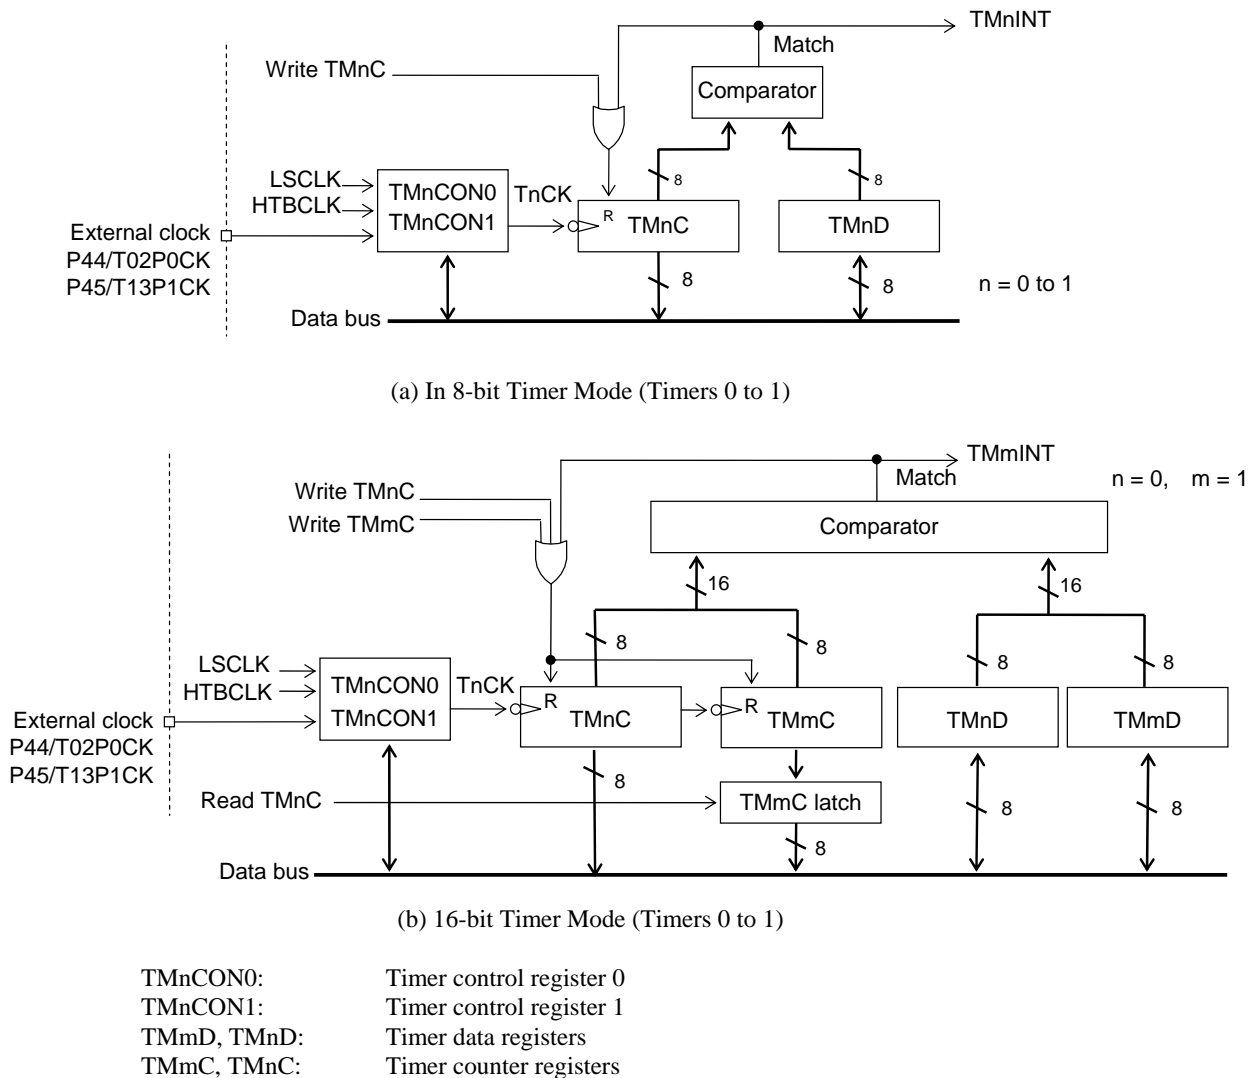 TMnINT
Match
Write TMnC
Comparator
LSCLK
HTBCLK
External clock
P44/T02P0CK
P45/T13P1CK
TMnCON0
TMnCON1
TnCK
R
TMnC
8
8
TMnD
8
8
n = 0 to 1
Data bus
(a) In 8-bit Timer Mode (Timers 0 to 1)
TMmINT
Match
n = 0, m = 1
Write TMnC
Write TMmC
Comparator
16
16
8
8
8
8
LSCLK
HTBCLK
External clock
P44/T02P0CK
P45/T13P1CK
TMnCON0
TMnCON1
TnCK
R
TMnC
R
TMmC
TMnD
TMmD
8
Read TMnC
TMmC latch
8
8
8
Data bus
(b) 16-bit Timer Mode (Timers 0 to 1)
TMnCON0: Timer control register 0
TMnCON1: Timer control register 1
TMmD, TMnD: Timer data registers
TMmC, TMnC: Timer counter registers